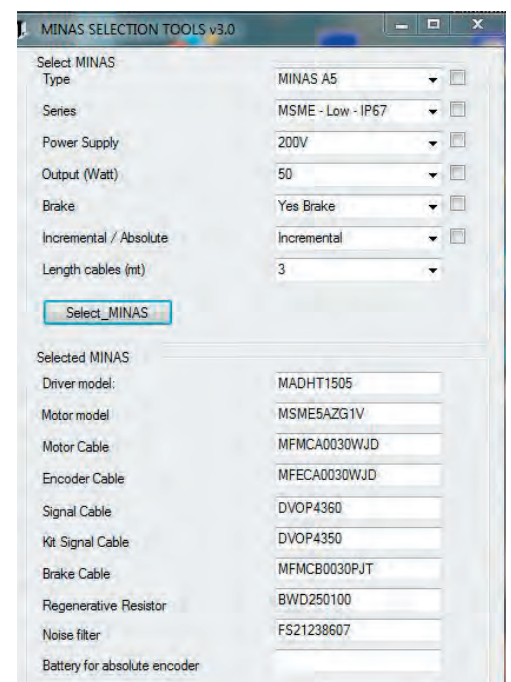 MINAS SELECTION TOOLS v3.0
Select MINAS
Type MINAS A5
Series MSME - Low - IP67
Power Supply 200V
Output (Watt) 50
Brake Yes Brake
Incremental / Absolute Incremental
Length cables (mt) 3
Select_MINAS
Selected MINAS
Driver model: MADHT1505
Motor model MSME5AZG1V
Motor Cable MFMCA0030WJD
Encoder Cable MFECA0030WJD
Signal Cable DVOP4360
Kit Signal Cable DVOP4350
Brake Cable MFMCB0030PJT
Regenerative Resistor BWD250100
Noise filter FS21238607
Battery for absolute encoder